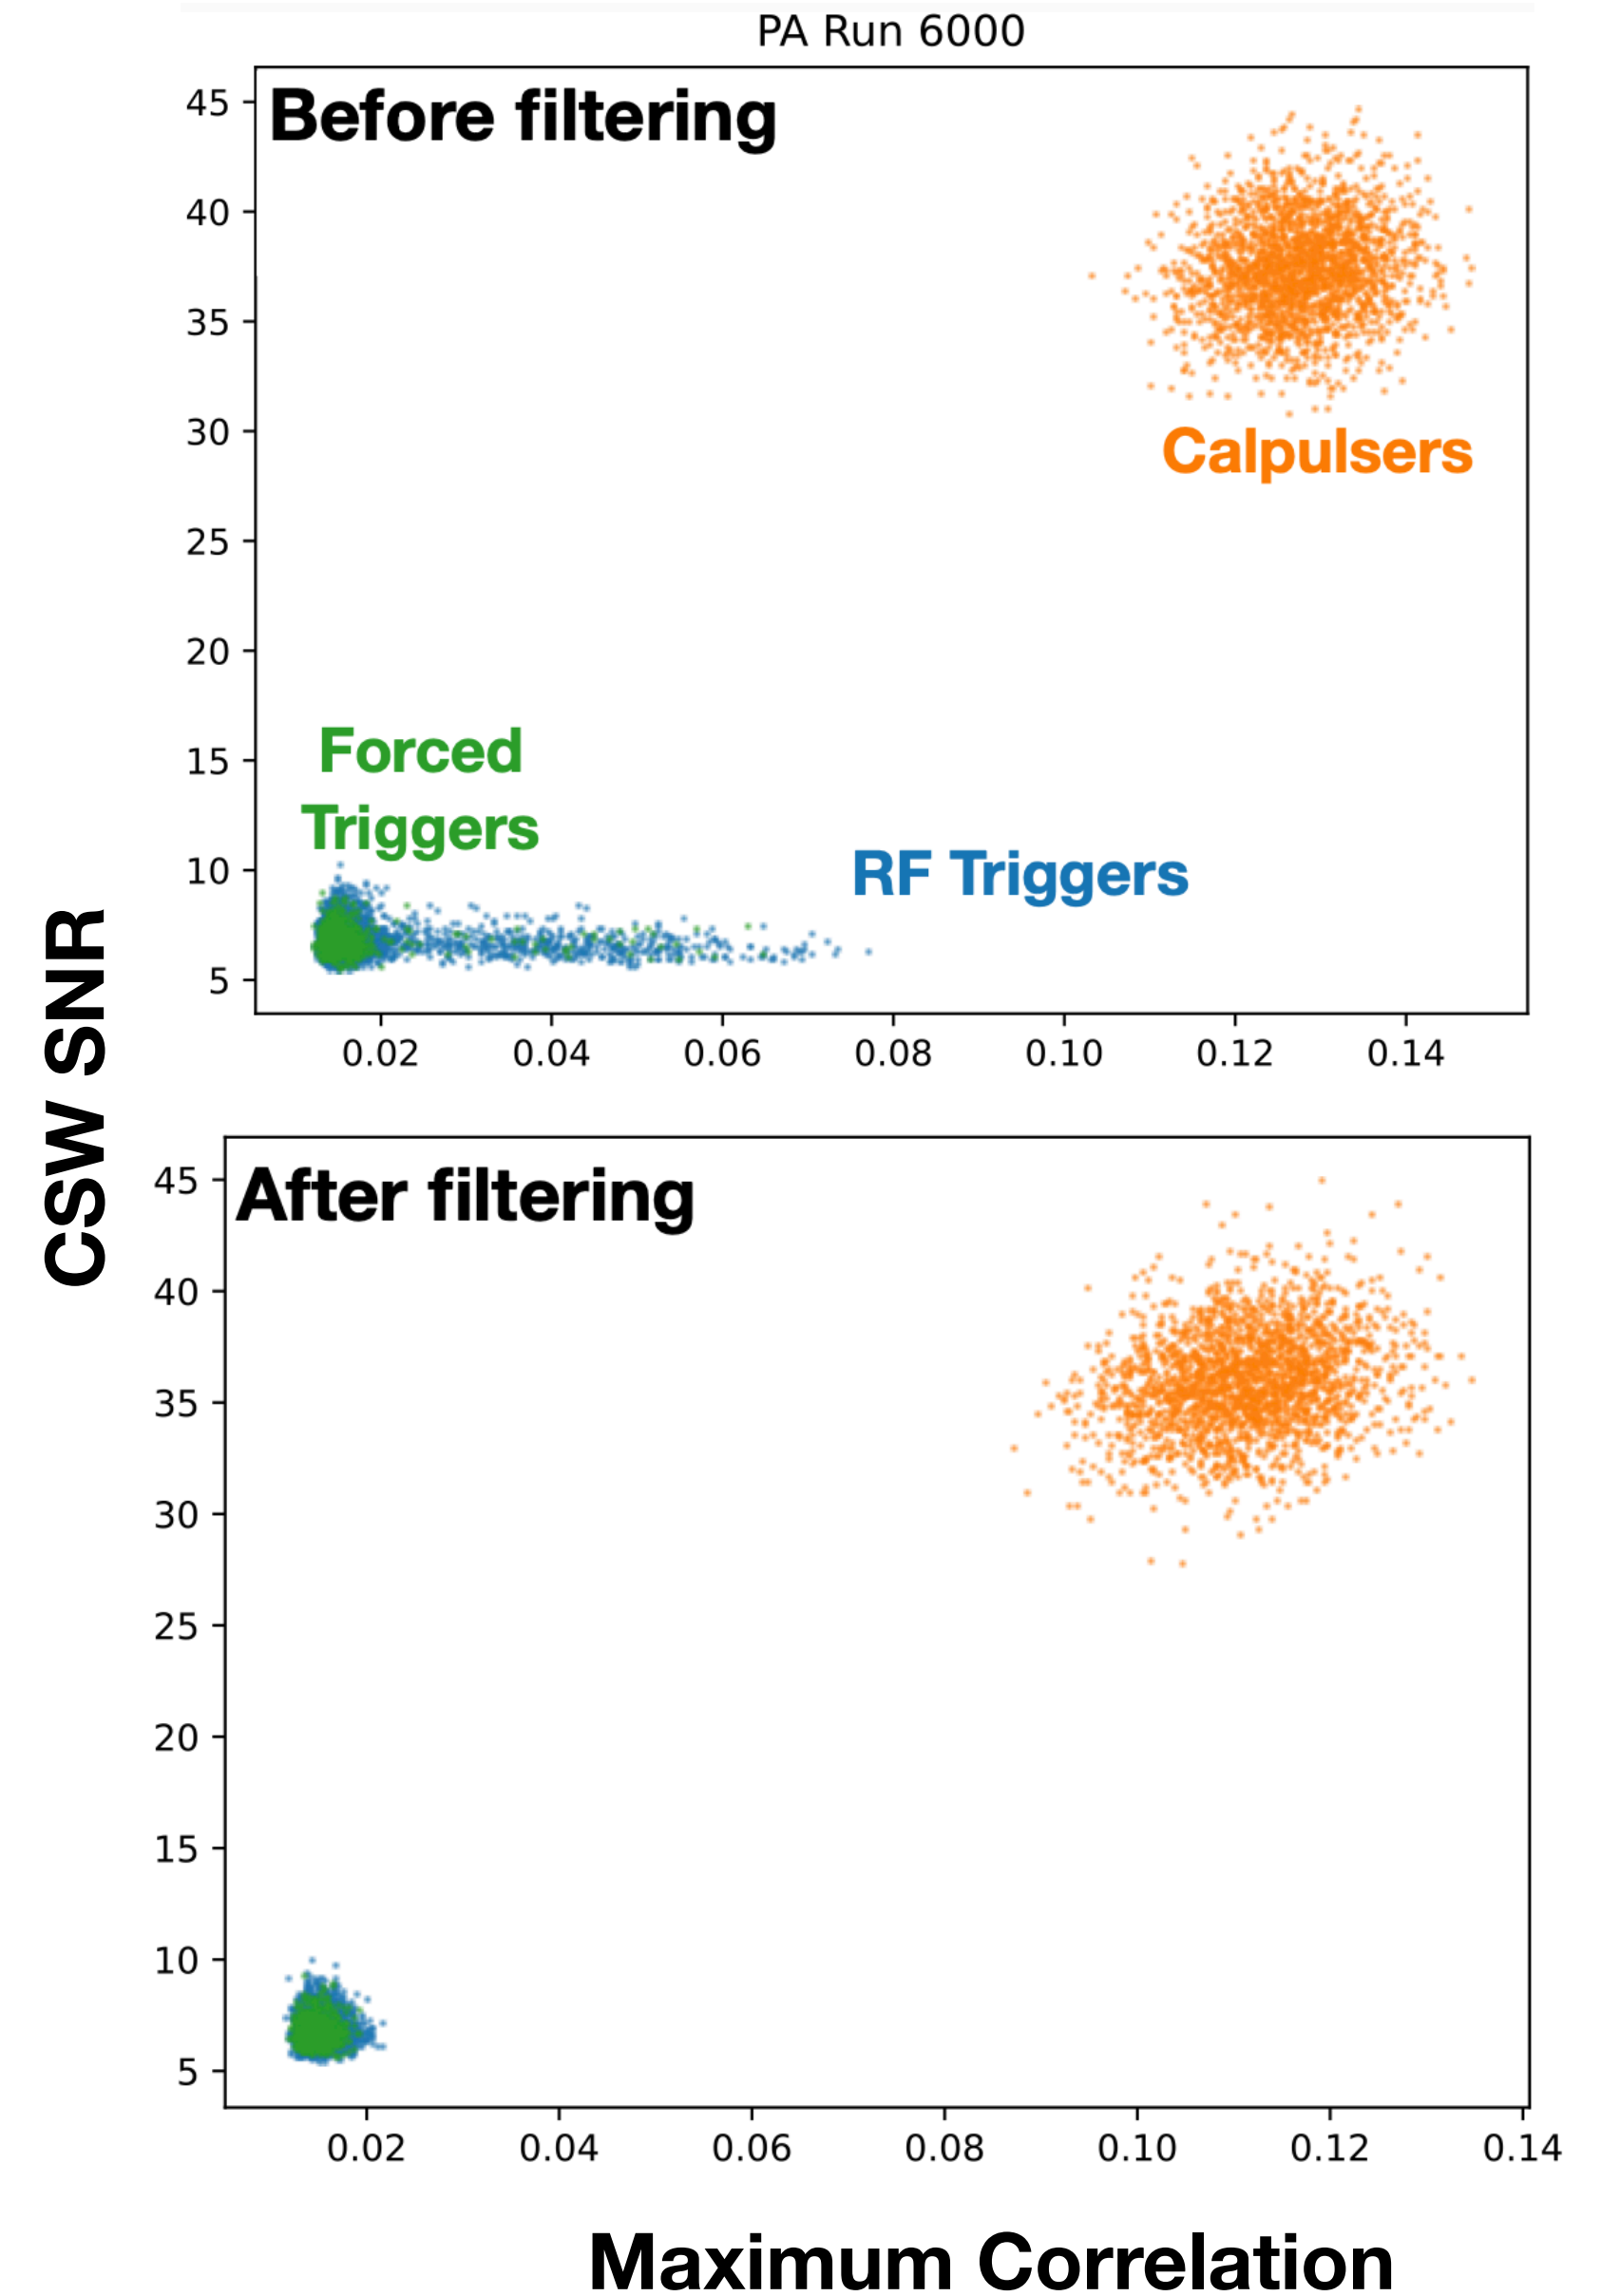 PA Run 6000
Before filtering
45
40
35
30
25
20
15
10
5
Calpulsers
Forced
Triggers
RF Triggers
0.02 0.04 0.06 0.08 0.10 0.12 0.14
CSW SNR
After filtering
45
40
35
30
25
20
15
10
5
0.02 0.04 0.06 0.08 0.10 0.12 0.14
Maximum Correlation